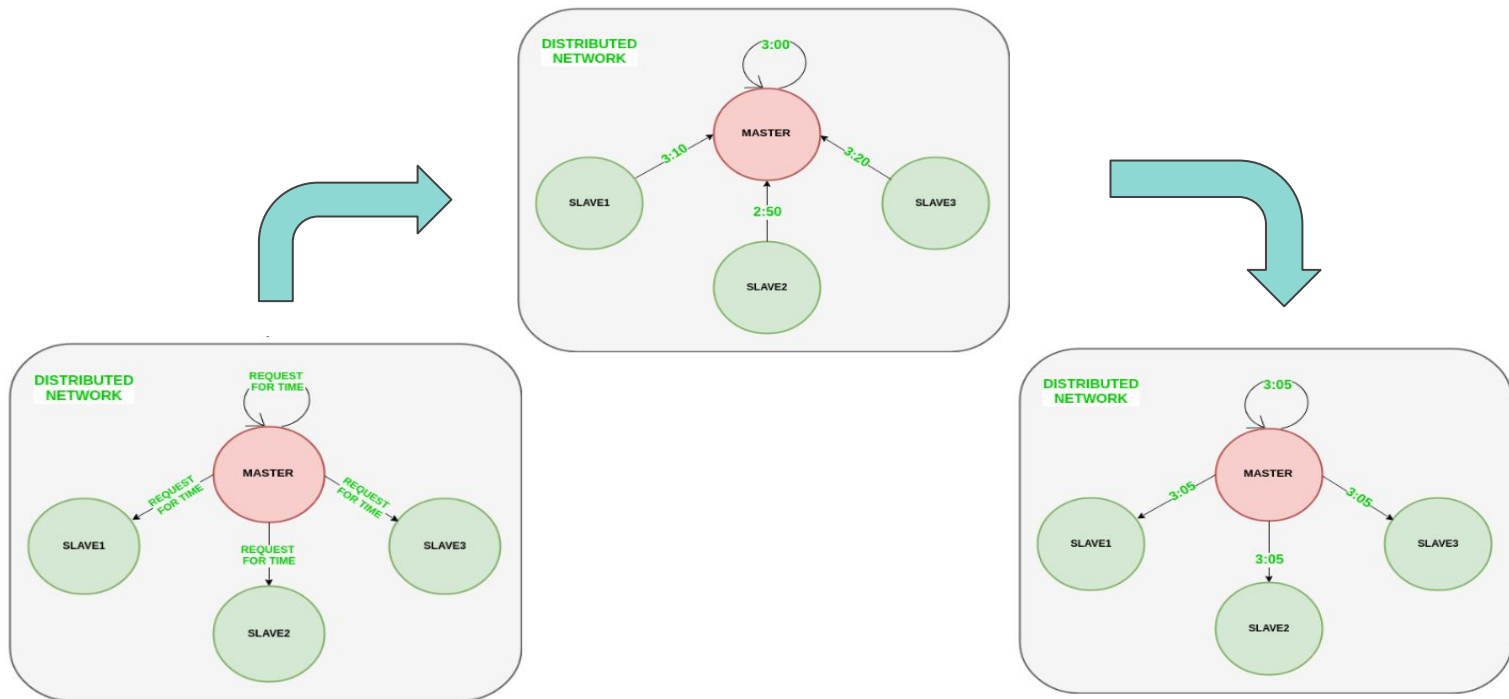 DISTRIBUTED
NETWORK
REQUEST
FOR TIME
MASTER
REQUEST
FOR TIME
REQUEST
FOR TIME
SLAVE1
SLAVE3
REQUEST
FOR TIME
SLAVE2
DISTRIBUTED
NETWORK
3:00
MASTER
3:10
3:20
SLAVE1
SLAVE3
2:50
SLAVE2
DISTRIBUTED
NETWORK
3:05
MASTER
3:05
3:05
SLAVE1
SLAVE3
3:05
SLAVE2